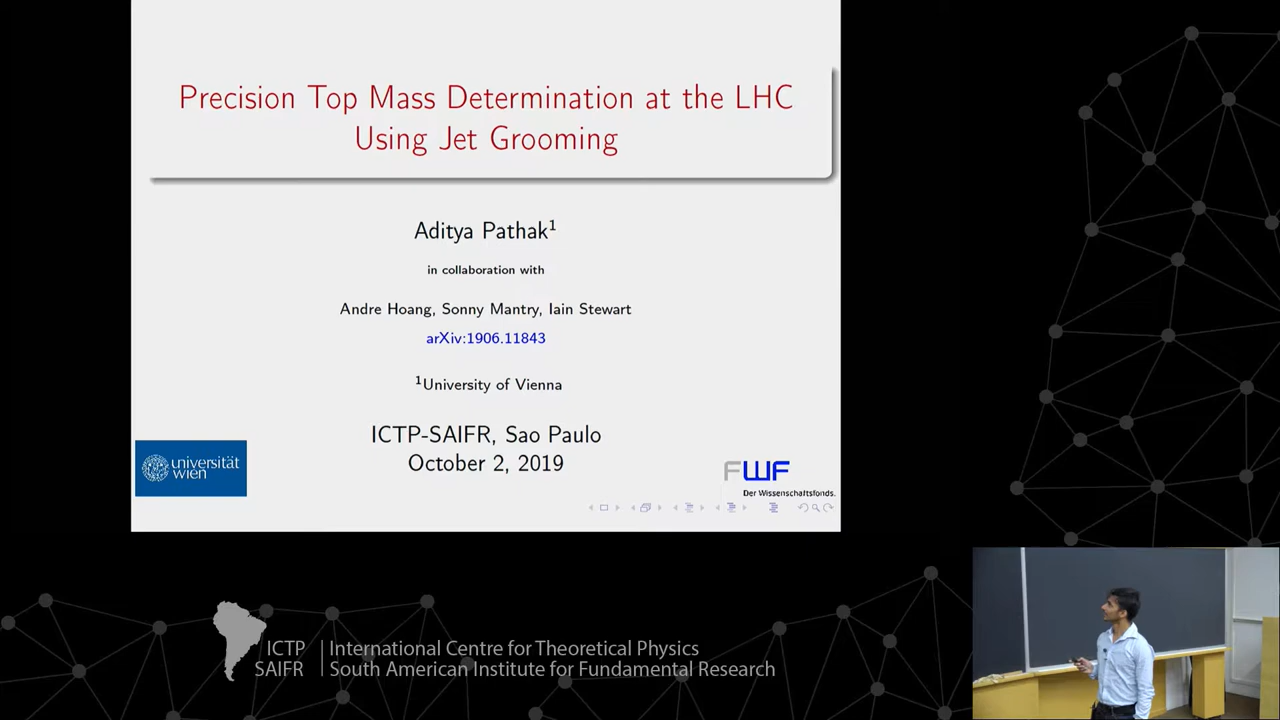 Precision Top Mass Determination at the LHC
Using Jet Grooming
Aditya Pathak¹
in collaboration with
Andre Hoang, Sonny Mantry, Iain Stewart
arXiv:1906.11843
¹University of Vienna
ICTP-SAIFR, Sao Paulo
October 2, 2019
universität
wien
FWF
Der Wissenschaftsfonds.
ICTP | International Centre for Theoretical Physics
SAIFR | South American Institute for Fundamental Research